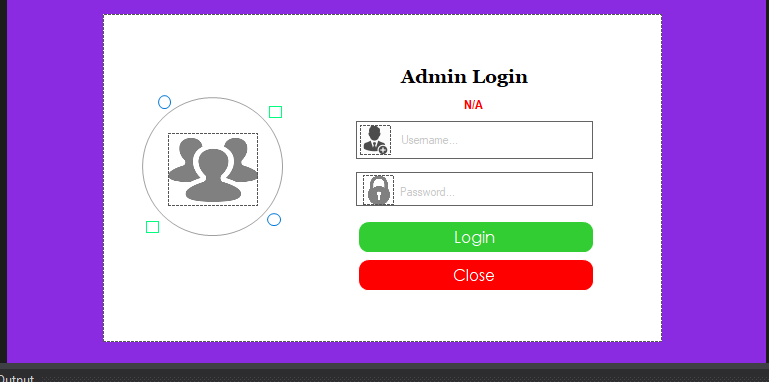 Admin Login
N/A
Username...
Password...
Login
Close
Output